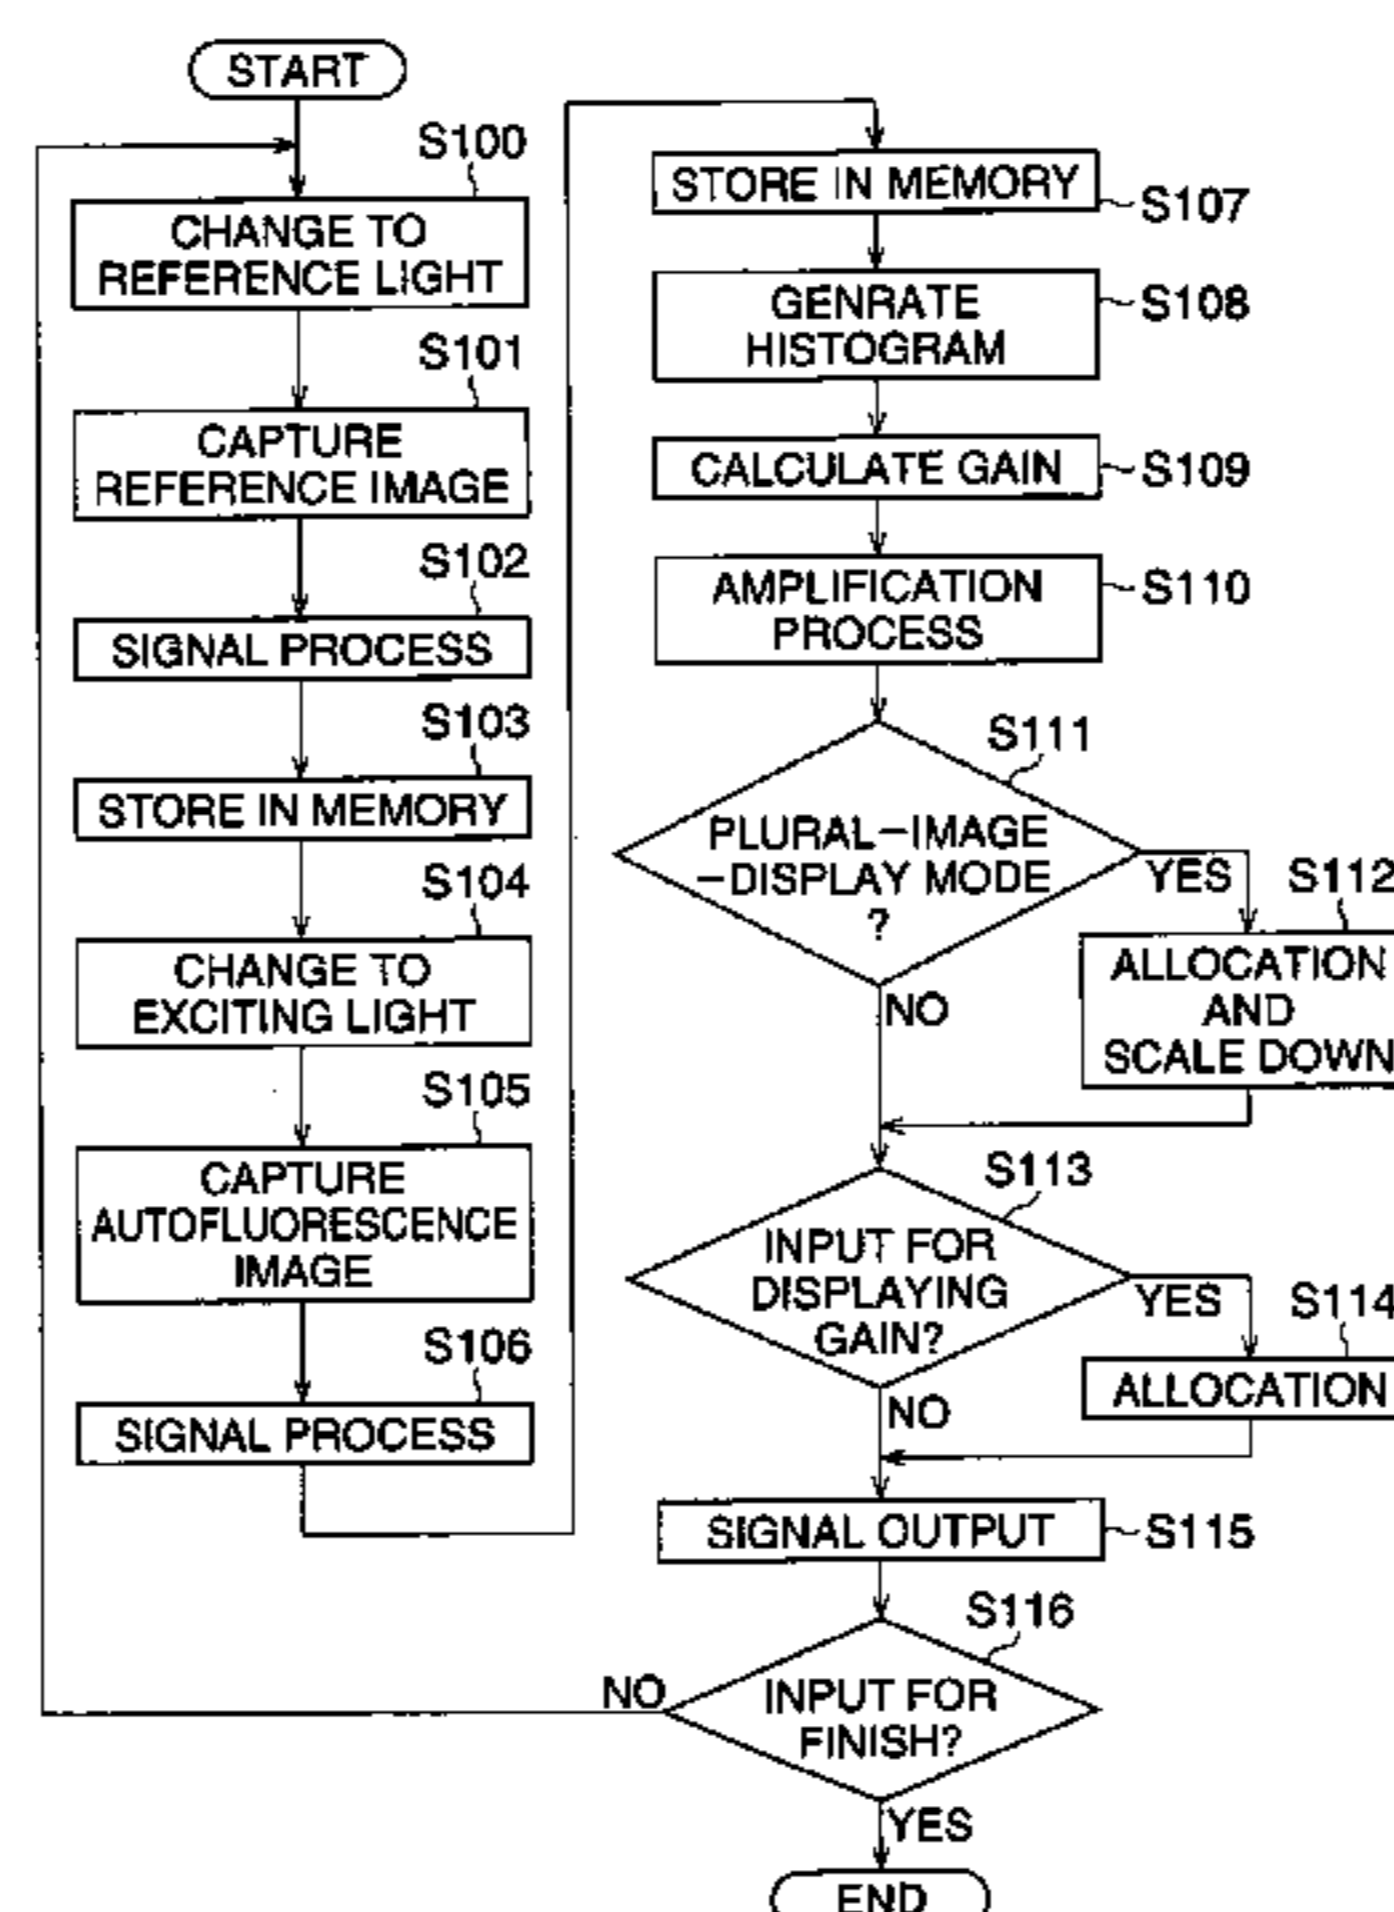 START
S100
CHANGE TO
REFERENCE LIGHT
S101
CAPTURE
REFERENCE IMAGE
S102
SIGNAL PROCESS
S103
STORE IN MEMORY
S104
CHANGE TO
EXCITING LIGHT
S105
CAPTURE
AUTOFLUORESCENCE
IMAGE
S106
SIGNAL PROCESS
STORE IN MEMORY
S107
GENRATE
HISTOGRAM
S108
CALCULATE GAIN
S109
AMPLIFICATION
PROCESS
S110
S111
PLURAL-IMAGE
-DISPLAY MODE
?
YES
NO
S112
ALLOCATION
AND
SCALE DOWN
S113
INPUT FOR
DISPLAYING
GAIN?
YES
NO
S114
ALLOCATION
SIGNAL OUTPUT
S115
S116
INPUT FOR
FINISH?
NO
YES
END